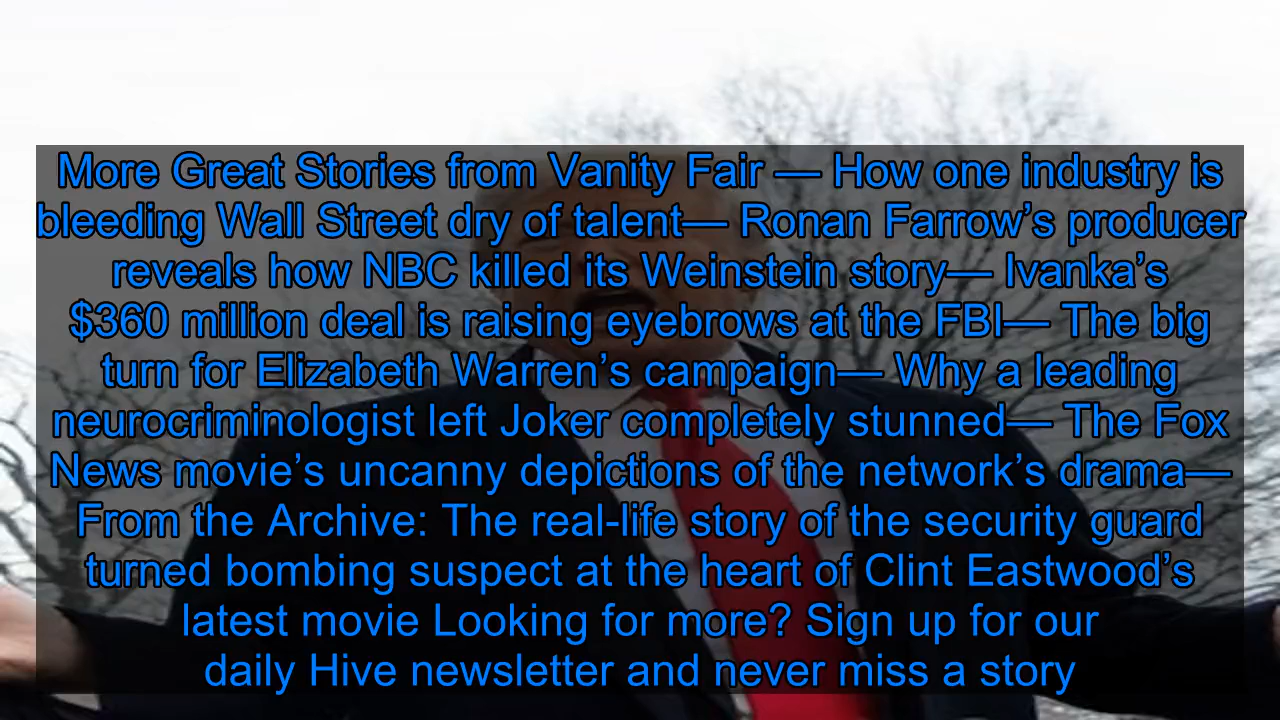 More Great Stories from Vanity Fair — How one industry is
bleeding Wall Street dry of talent— Ronan Farrow’s producer
reveals how NBC killed its Weinstein story— Ivanka’s
$360 million deal is raising eyebrows at the FBI— The big
turn for Elizabeth Warren’s campaign— Why a leading
neurocriminologist left Joker completely stunned— The Fox
News movie’s uncanny depictions of the network’s drama—
From the Archive: The real-life story of the security guard
turned bombing suspect at the heart of Clint Eastwood’s
latest movie Looking for more? Sign up for our
daily Hive newsletter and never miss a story